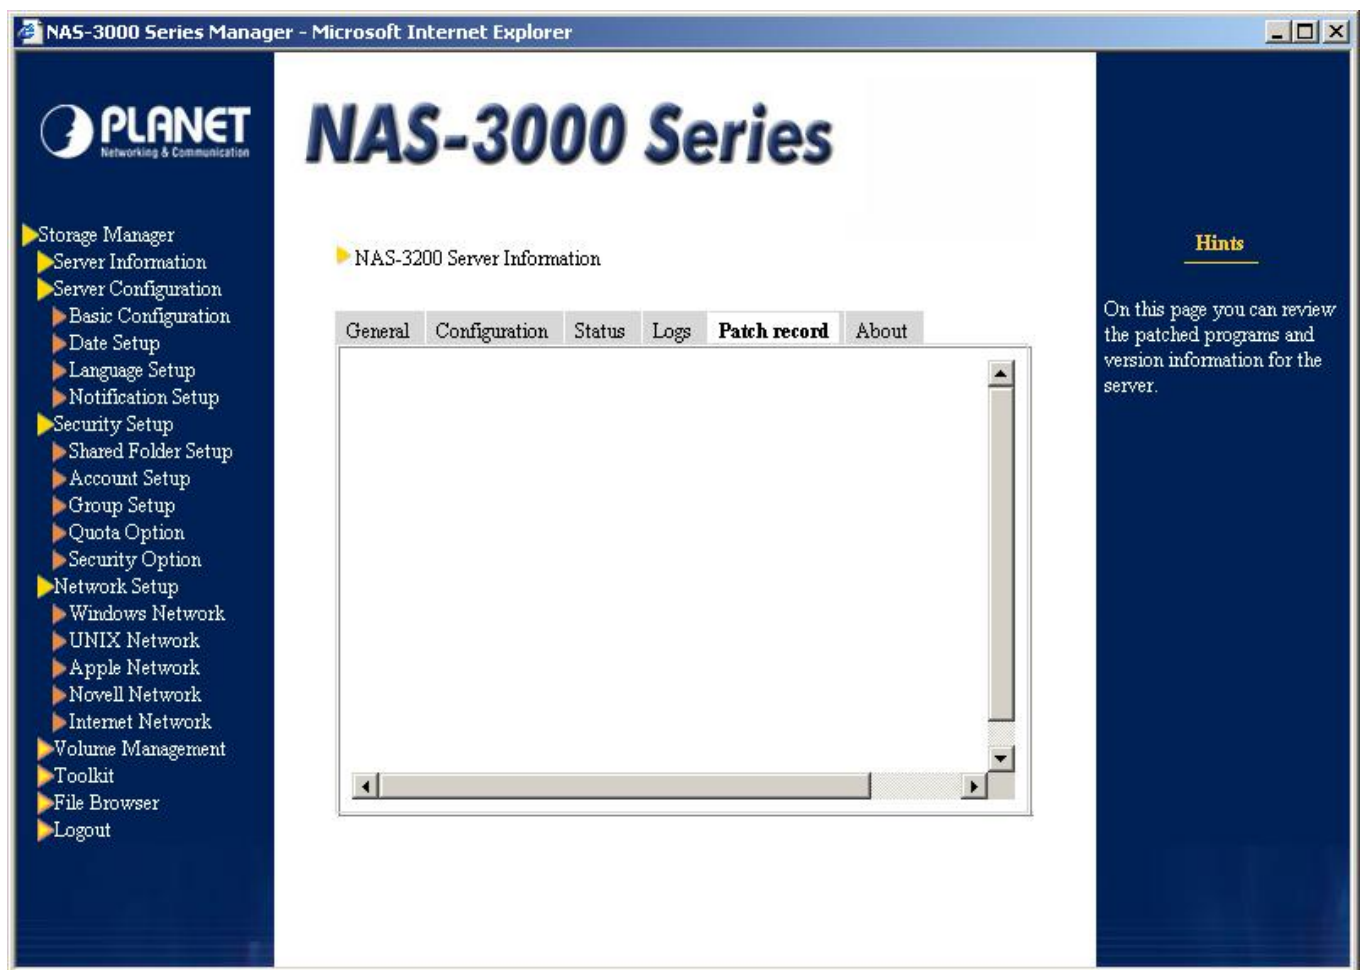 NAS-3000 Series Manager - Microsoft Internet Explorer
PLANET
Networking & Communication
NAS-3000 Series
Storage Manager
Server Information
Server Configuration
Basic Configuration
Date Setup
Language Setup
Notification Setup
Security Setup
Shared Folder Setup
Account Setup
Group Setup
Quota Option
Security Option
Network Setup
Windows Network
UNIX Network
Apple Network
Novell Network
Internet Network
Volume Management
Toolkit
File Browser
Logout
NAS-3200 Server Information
General Configuration Status Logs Patch record About
Hints
On this page you can review
the patched programs and
version information for the
server.